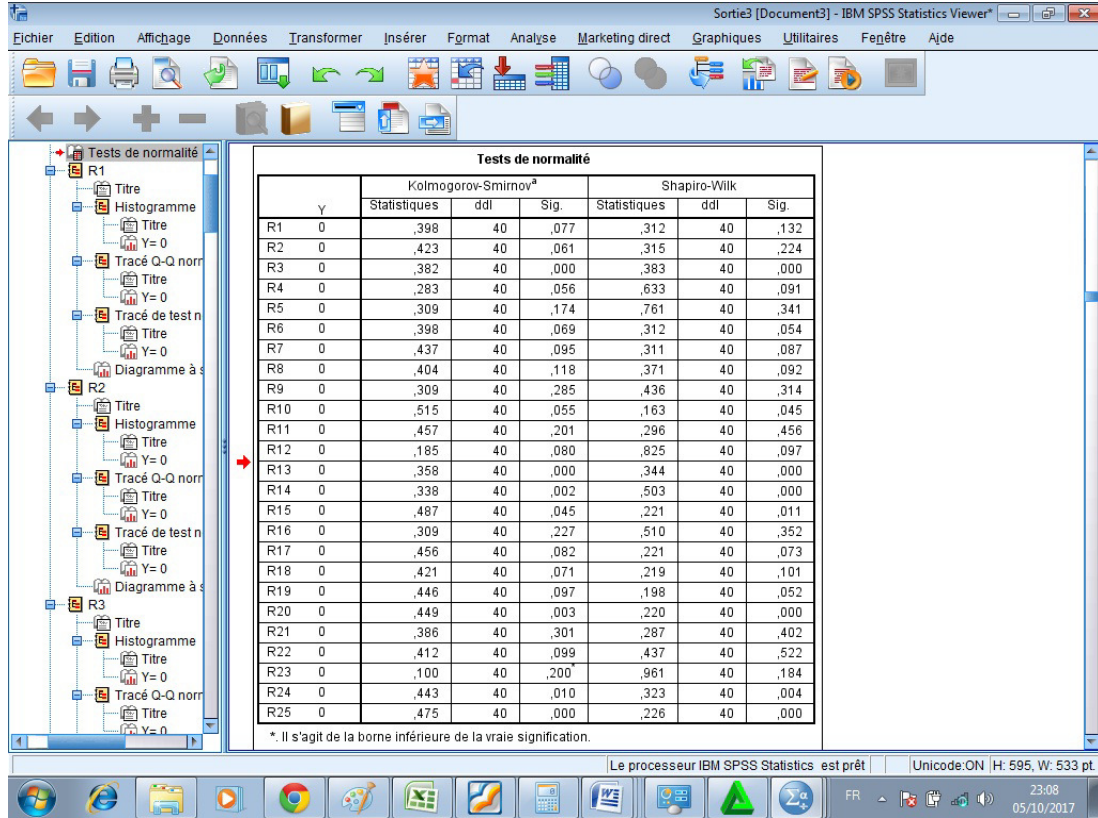 Sortie3 [Document3] - IBM SPSS Statistics Viewer*
Fichier Edition Affichage Données Transformer Insérer Format Analyse Marketing direct Graphiques Utilitaires Fenêtre Ajde
Tests de normalité
R1
Titre
Histogramme
Titre
Y= 0
Tracé Q-Q norr
Titre
Y= 0
Tracé de test n
Titre
Y= 0
Diagramme à s
R2
Titre
Histogramme
Titre
Y= 0
Tracé Q-Q norr
Titre
Y= 0
Tracé de test n
Titre
Y= 0
Diagramme à s
R3
Titre
Histogramme
Titre
Y= 0
Tracé Q-Q norr
Titre
Y= 0
Tests de normalité
Kolmogorov-Smirnovª Shapiro-Wilk
Y Statistiques ddl Sig. Statistiques ddl Sig.
R1 0 ,398 40 ,077 ,312 40 ,132
R2 0 ,423 40 ,061 ,315 40 ,224
R3 0 ,382 40 ,000 ,383 40 ,000
R4 0 ,283 40 ,056 ,633 40 ,091
R5 0 ,309 40 ,174 ,761 40 ,341
R6 0 ,398 40 ,069 ,312 40 ,054
R7 0 ,437 40 ,095 ,311 40 ,087
R8 0 ,404 40 ,118 ,371 40 ,092
R9 0 ,309 40 ,285 ,436 40 ,314
R10 0 ,515 40 ,055 ,163 40 ,045
R11 0 ,457 40 ,201 ,296 40 ,456
R12 0 ,185 40 ,080 ,825 40 ,097
R13 0 ,358 40 ,000 ,344 40 ,000
R14 0 ,338 40 ,002 ,503 40 ,000
R15 0 ,487 40 ,045 ,221 40 ,011
R16 0 ,309 40 ,227 ,510 40 ,352
R17 0 ,456 40 ,082 ,221 40 ,073
R18 0 ,421 40 ,071 ,219 40 ,101
R19 0 ,446 40 ,097 ,198 40 ,052
R20 0 ,449 40 ,003 ,220 40 ,000
R21 0 ,386 40 ,301 ,287 40 ,402
R22 0 ,412 40 ,099 ,437 40 ,522
R23 0 ,100 40 ,200* ,961 40 ,184
R24 0 ,443 40 ,010 ,323 40 ,004
R25 0 ,475 40 ,000 ,226 40 ,000
*. Il s'agit de la borne inférieure de la vraie signification.
Le processeur IBM SPSS Statistics est prêt Unicode:ON H: 595, W: 533 pt.
FR 23:08
05/10/2017